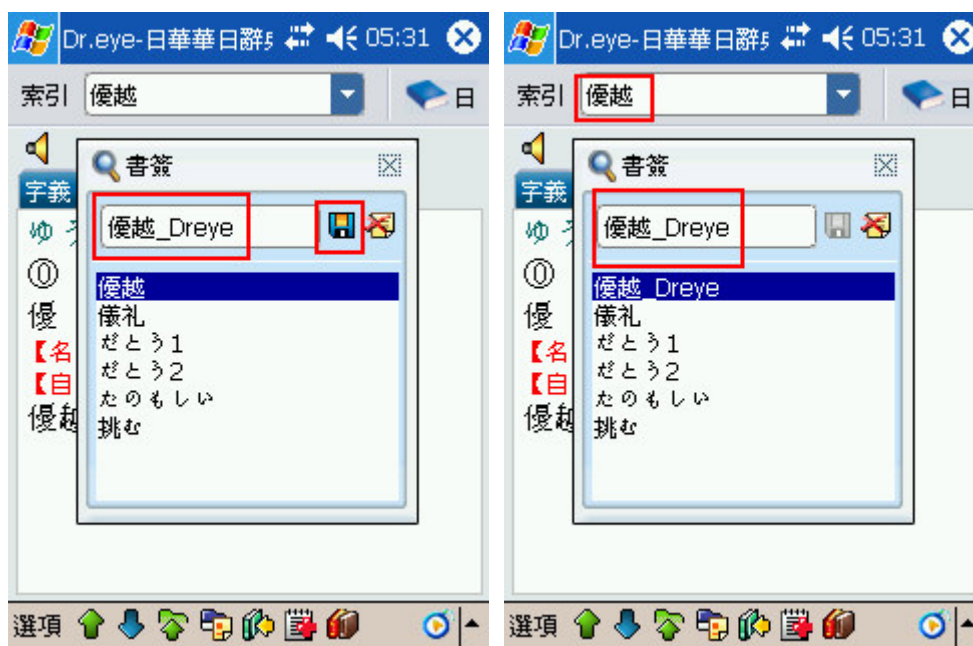 Dr.eye-日華華日辭 05:31
索引 優越 日
書簽
字義
優越_Dreye
ゆう
⓪
優
【名
【自
優越
優越
儀礼
だとう1
だとう2
たのもしい
挑む
選項
Dr.eye-日華華日辭 05:31
索引 優越 日
書簽
字義
優越_Dreye
ゆう
⓪
優
【名
【自
優越
優越_Dreye
儀礼
だとう1
だとう2
たのもしい
挑む
選項